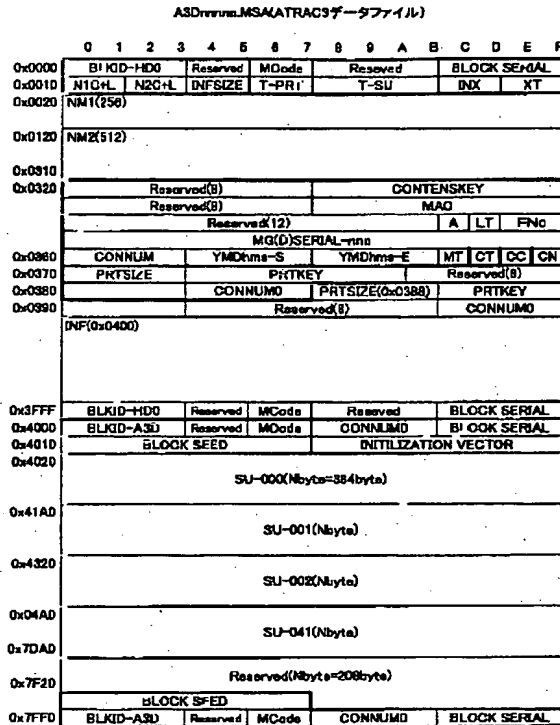 A3Dnnnnn.MSA(ATRAC3データファイル)
0 1 2 3 4 5 6 7 8 9 A B C D E F
0x0000 BLKID-HD0 Reserved MCode Reseved BLOCK SERIAL
0x0010 N1C+L N2C+L INFSIZE T-PRT T-SU INX XT
0x0020 NM1(256)
0x0120 NM2(512)
0x0310
0x0320 Reserved(8) CONTENSKEY
Reserved(8) MAC
Reserved(12) A LT FNo
MG(D)SERIAL-nnn
0x0360 CONNUM YMDhms-S YMDhms-E MT CT CC CN
0x0370 PRTSIZE PRTKEY Reserved(8)
0x0380 CONNUM0 PRTSIZE(0x0388) PRTKEY
0x0390 Reserved(8) CONNUM0
INF(0x0400)
0x3FFF BLKID-HD0 Reserved MCode Reseved BLOCK SERIAL
0x4000 BLKID-A3D Reserved MCode CONNUM0 BLOCK SERIAL
0x4010 BLOCK SEED INITILIZATION VECTOR
0x4020
SU-000(Nbyte=384byte)
0x41A0
SU-001(Nbyte)
0x4320
SU-002(Nbyte)
0x04A0
SU-041(Nbyte)
0x7DA0
0x7F20 Reserved(Nbyte=208byte)
BLOCK SEED
0x7FF0 BLKID-A3D Reserved MCode CONNUM0 BLOCK SERIAL